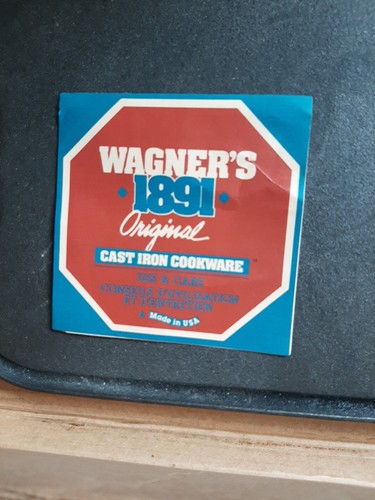 WAGNER'S
• 1891 •
Original
CAST IRON COOKWARE
USE & CARE
CONSEILS D'UTILISATION
ET D'ENTRETIEN
Made in USA